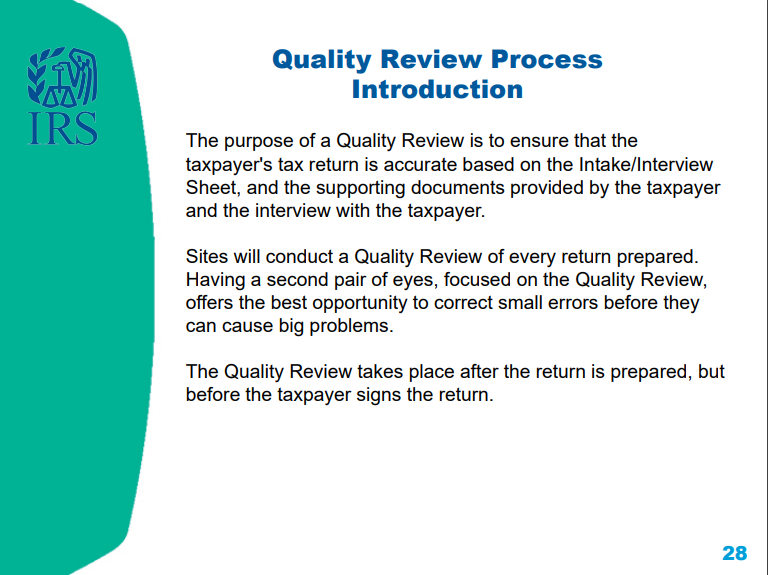 IRS
Quality Review Process
Introduction
The purpose of a Quality Review is to ensure that the
taxpayer's tax return is accurate based on the Intake/Interview
Sheet, and the supporting documents provided by the taxpayer
and the interview with the taxpayer.
Sites will conduct a Quality Review of every return prepared.
Having a second pair of eyes, focused on the Quality Review,
offers the best opportunity to correct small errors before they
can cause big problems.
The Quality Review takes place after the return is prepared, but
before the taxpayer signs the return.
28